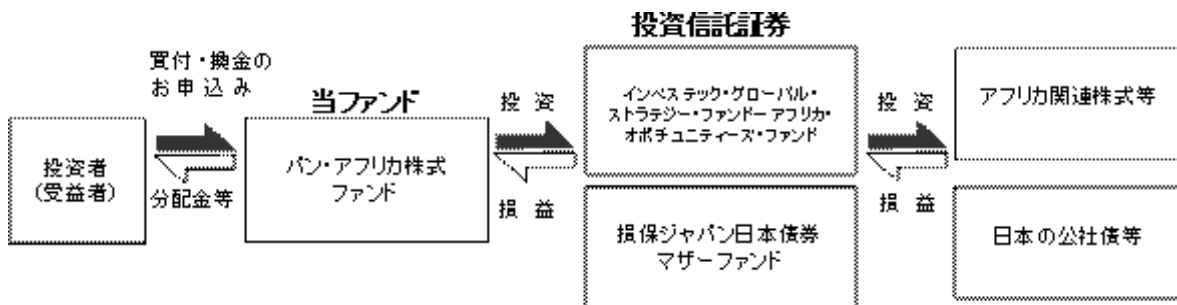 投資信託証券
買付・換金の
お申込み
当ファンド
投資
投資
投資者
(受益者)
分配金等
パン・アフリカ株式
ファンド
損益
インベステック・グローバル・
ストラテジー・ファンド－アフリカ・
オポチュニティーズ・ファンド
損保ジャパン日本債券
マザーファンド
損益
アフリカ関連株式等
日本の公社債等